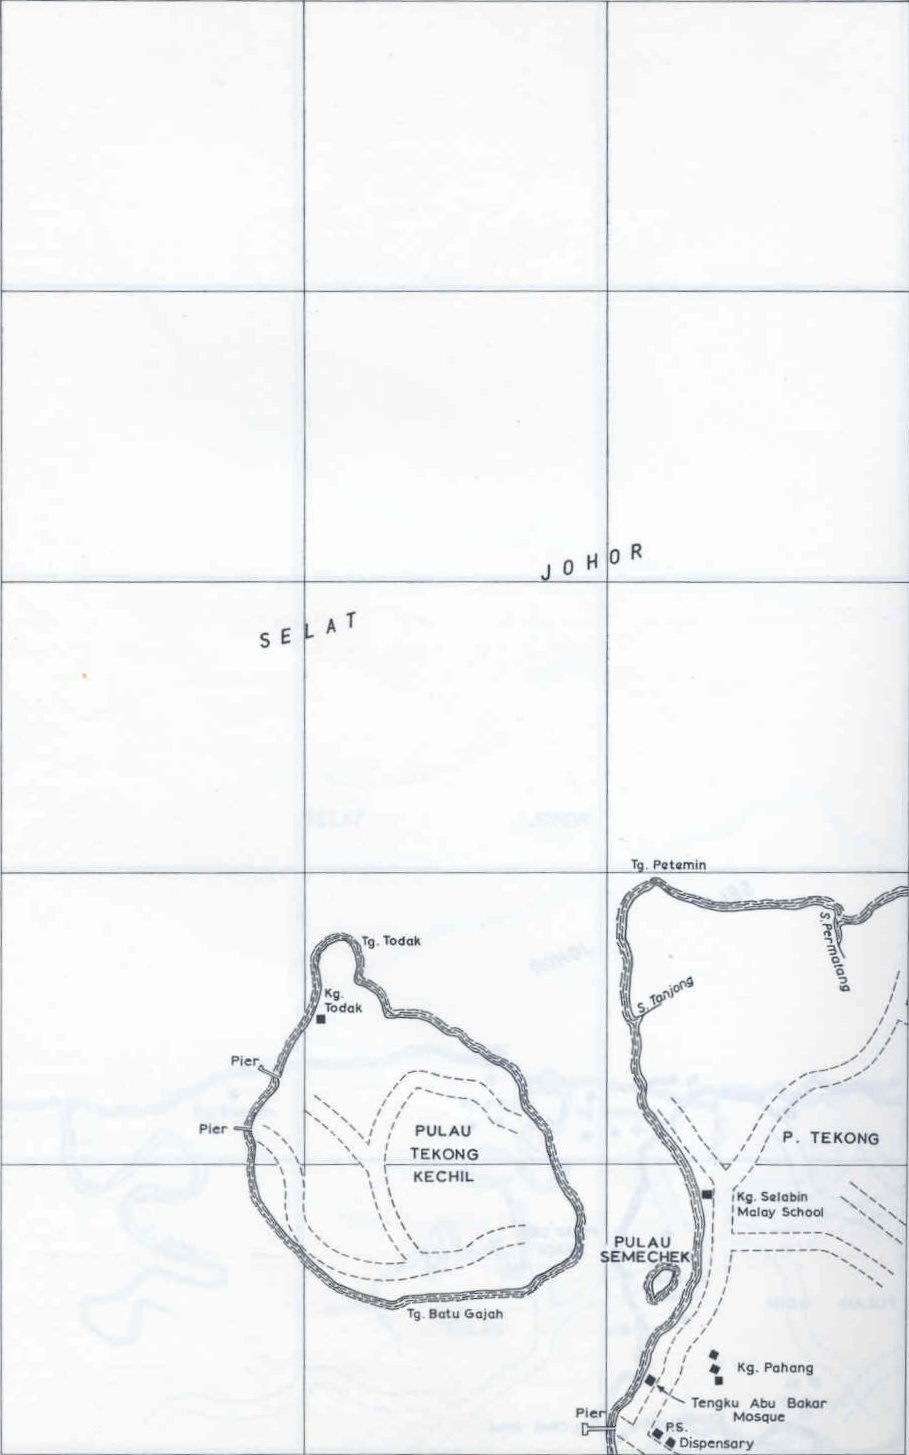 JOHOR
SELAT
Tg. Petemin
S. Permatang
Tg. Todak
S. Tanjong
Kg.
Todak
Pier
Pier
PULAU
TEKONG
KECHIL
P. TEKONG
Kg. Selabin
Malay School
PULAU
SEMECHEK
Tg. Batu Gajah
Kg. Pahang
Tengku Abu Bakar
Mosque
Pier
P.S.
Dispensary